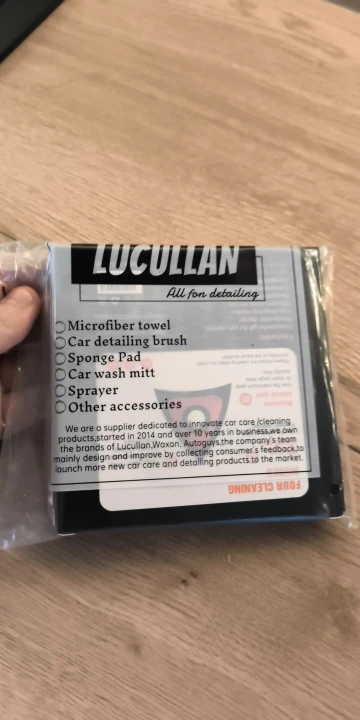 LUCULLAN
All fon detailing
Microfiber towel
Car detailing brush
Sponge Pad
Car wash mitt
Sprayer
Other accessories
We are a supplier dedicated to innovate car care /cleaning
products,started in 2014 and over 10 years in business,we own
the brands of Lucullan,Waxon, Autoguys,the company's team
mainly design and improve by collecting consumer's feedback,to
launch more new car care and detailing products to the market.
FOUR CLEANING